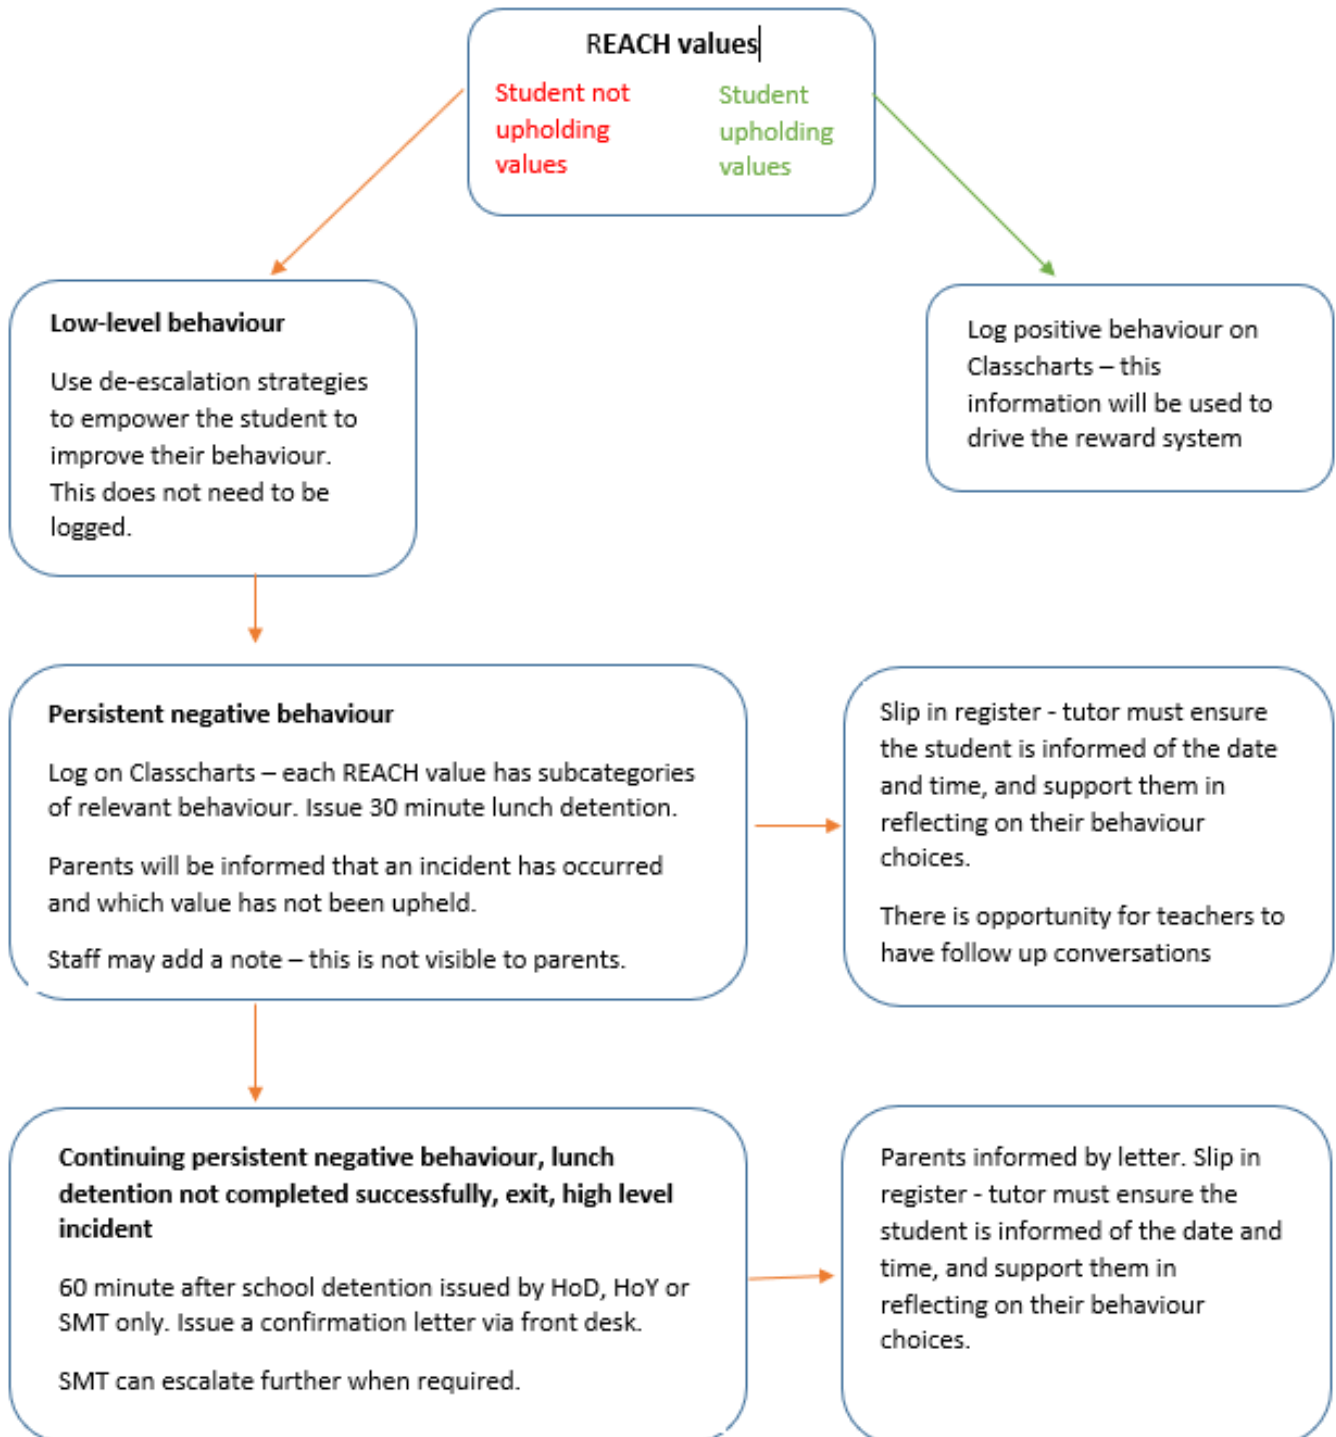 REACH values
Student not
upholding
values
Student
upholding
values
Low-level behaviour
Use de-escalation strategies
to empower the student to
improve their behaviour.
This does not need to be
logged.
Log positive behaviour on
Classcharts – this
information will be used to
drive the reward system
Persistent negative behaviour
Log on Classcharts – each REACH value has subcategories
of relevant behaviour. Issue 30 minute lunch detention.
Parents will be informed that an incident has occurred
and which value has not been upheld.
Staff may add a note – this is not visible to parents.
Slip in register - tutor must ensure
the student is informed of the date
and time, and support them in
reflecting on their behaviour
choices.
There is opportunity for teachers to
have follow up conversations
Continuing persistent negative behaviour, lunch
detention not completed successfully, exit, high level
incident
60 minute after school detention issued by HoD, HoY or
SMT only. Issue a confirmation letter via front desk.
SMT can escalate further when required.
Parents informed by letter. Slip in
register - tutor must ensure the
student is informed of the date and
time, and support them in
reflecting on their behaviour
choices.